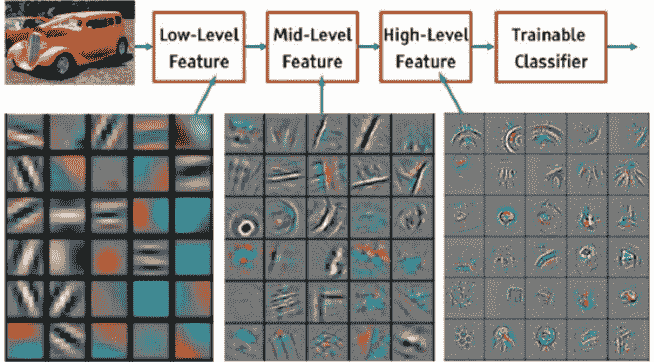 Low-Level
Feature
Mid-Level
Feature
High-Level
Feature
Trainable
Classifier